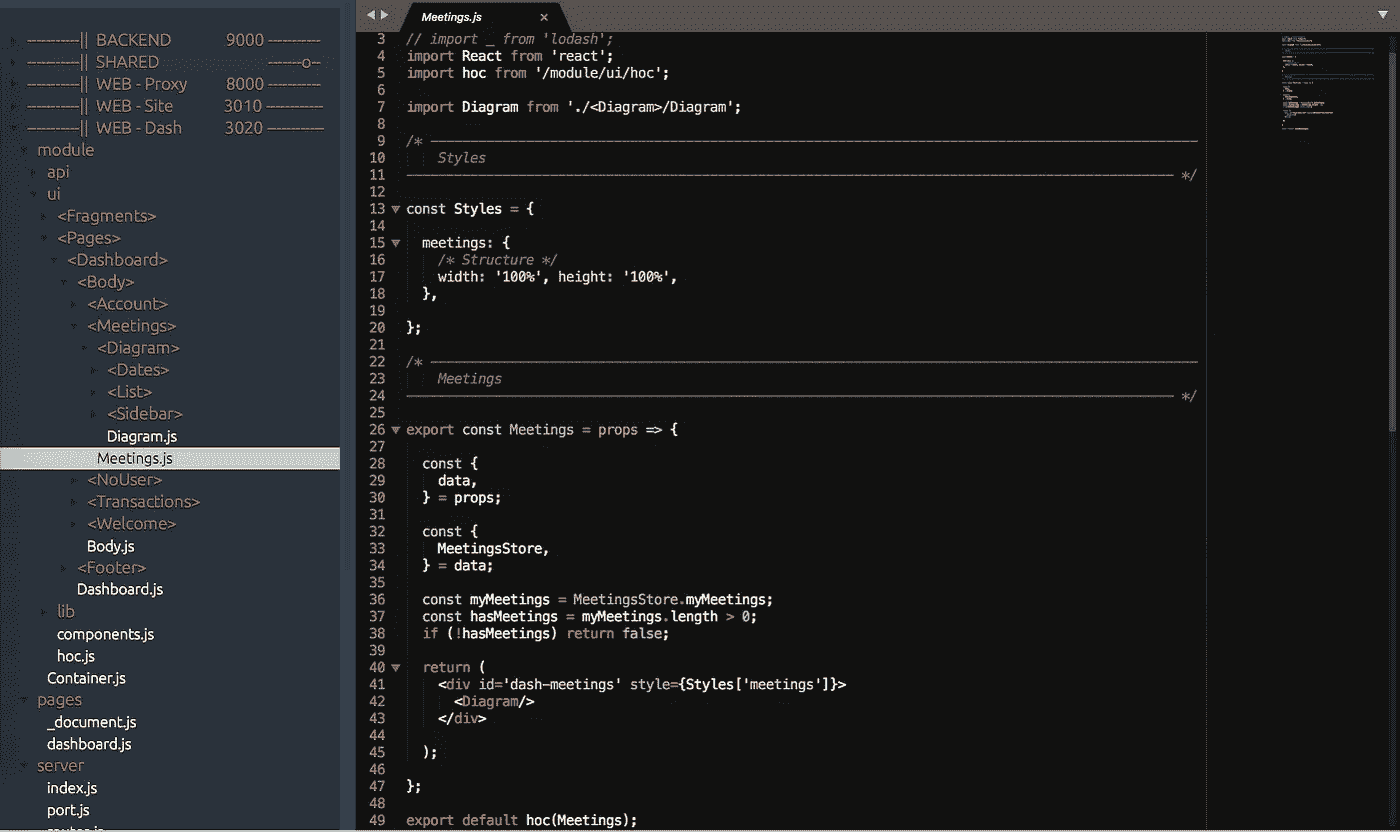 ---------|| BACKEND 9000 ---------
---------|| SHARED ------o--
---------|| WEB - Proxy 8000 ---------
---------|| WEB - Site 3010 ---------
---------|| WEB - Dash 3020 ---------
module
api
ui
<Fragments>
<Pages>
<Dashboard>
<Body>
<Account>
<Meetings>
<Diagram>
<Dates>
<List>
<Sidebar>
Diagram.js
Meetings.js
<NoUser>
<Transactions>
<Welcome>
Body.js
<Footer>
Dashboard.js
lib
components.js
hoc.js
Container.js
pages
_document.js
dashboard.js
server
index.js
port.js
Meetings.js ×
3 // import _ from 'lodash';
4 import React from 'react';
5 import hoc from '/module/ui/hoc';
6
7 import Diagram from './<Diagram>/Diagram';
8
9 /* ----------
10 Styles
11 ---------- */
12
13 const Styles = {
14
15 meetings: {
16 /* Structure */
17 width: '100%', height: '100%',
18 },
19
20 };
21
22 /* ----------
23 Meetings
24 ---------- */
25
26 export const Meetings = props => {
27
28 const {
29 data,
30 } = props;
31
32 const {
33 MeetingsStore,
34 } = data;
35
36 const myMeetings = MeetingsStore.myMeetings;
37 const hasMeetings = myMeetings.length > 0;
38 if (!hasMeetings) return false;
39
40 return (
41 <div id='dash-meetings' style={Styles['meetings']}>
42 <Diagram/>
43 </div>
44
45 );
46
47 };
48
49 export default hoc(Meetings);